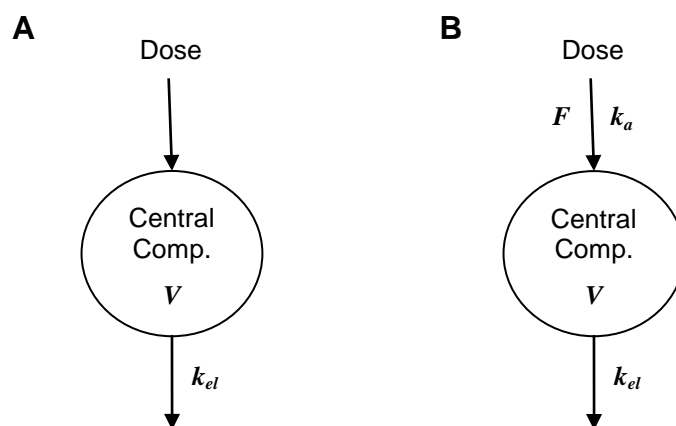 A
Dose
Central
Comp.
V
kel
B
Dose
F ka
Central
Comp.
V
kel